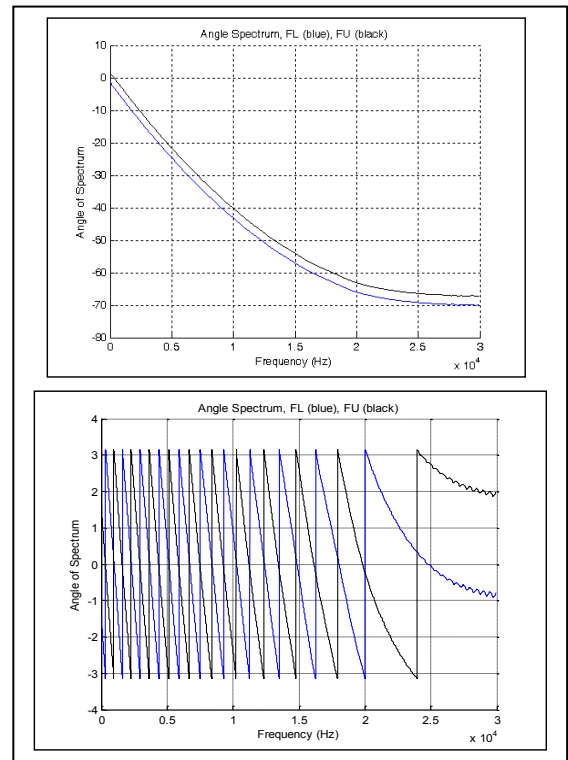 Angle Spectrum, FL (blue), FU (black)
10
0
-10
-20
-30
-40
-50
-60
-70
-80
Angle of Spectrum
0 0.5 1 1.5 2 2.5 3
Frequency (Hz)
x 10^4
Angle Spectrum, FL (blue), FU (black)
4
3
2
1
0
-1
-2
-3
-4
Angle of Spectrum
0 0.5 1 1.5 2 2.5 3
Frequency (Hz)
x 10^4